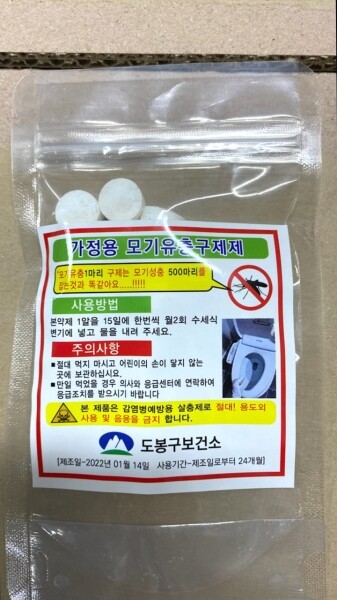 가정용 모기유충구제제
"모기유충1마리 구제는 모기성충 500마리를
잡는것과 똑같아요.....!!!!!
사용방법
본약제 1알을 15일에 한번씩 월2회 수세식
변기에 넣고 물을 내려 주세요.
주의사항
■절대 먹지 마시고 어린이의 손이 닿지 않는
곳에 보관하십시요.
■만일 먹었을 경우 의사와 응급센터에 연락하여
응급조치를 받으시기 바랍니다
본 제품은 감염병예방용 살충제로 절대! 용도외
사용 및 음용을 금지 합니다.
도봉구보건소
[제조일-2022년 01월 14일 사용기간-제조일로부터 24개월]